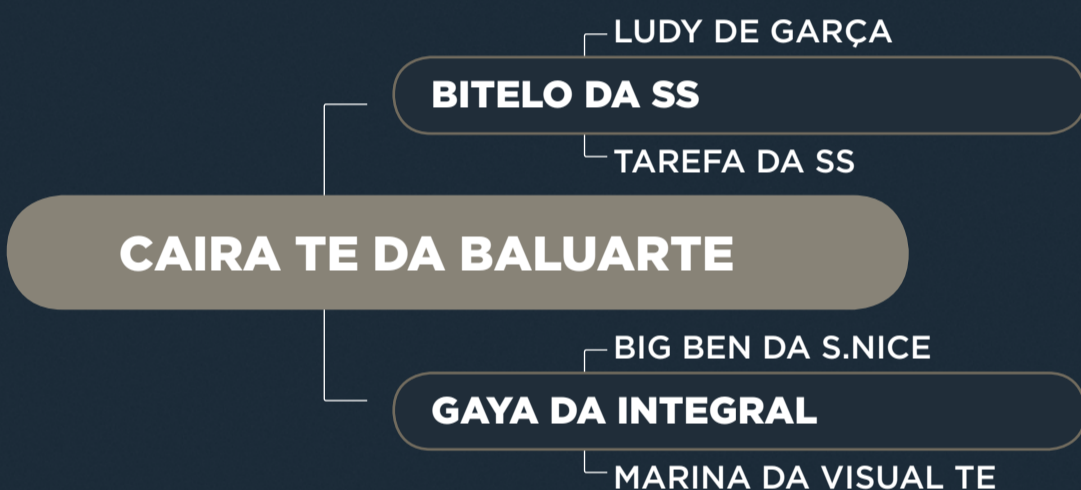 LUDY DE GARÇA
BITELO DA SS
TAREFA DA SS
CAIRA TE DA BALUARTE
BIG BEN DA S.NICE
GAYA DA INTEGRAL
MARINA DA VISUAL TE